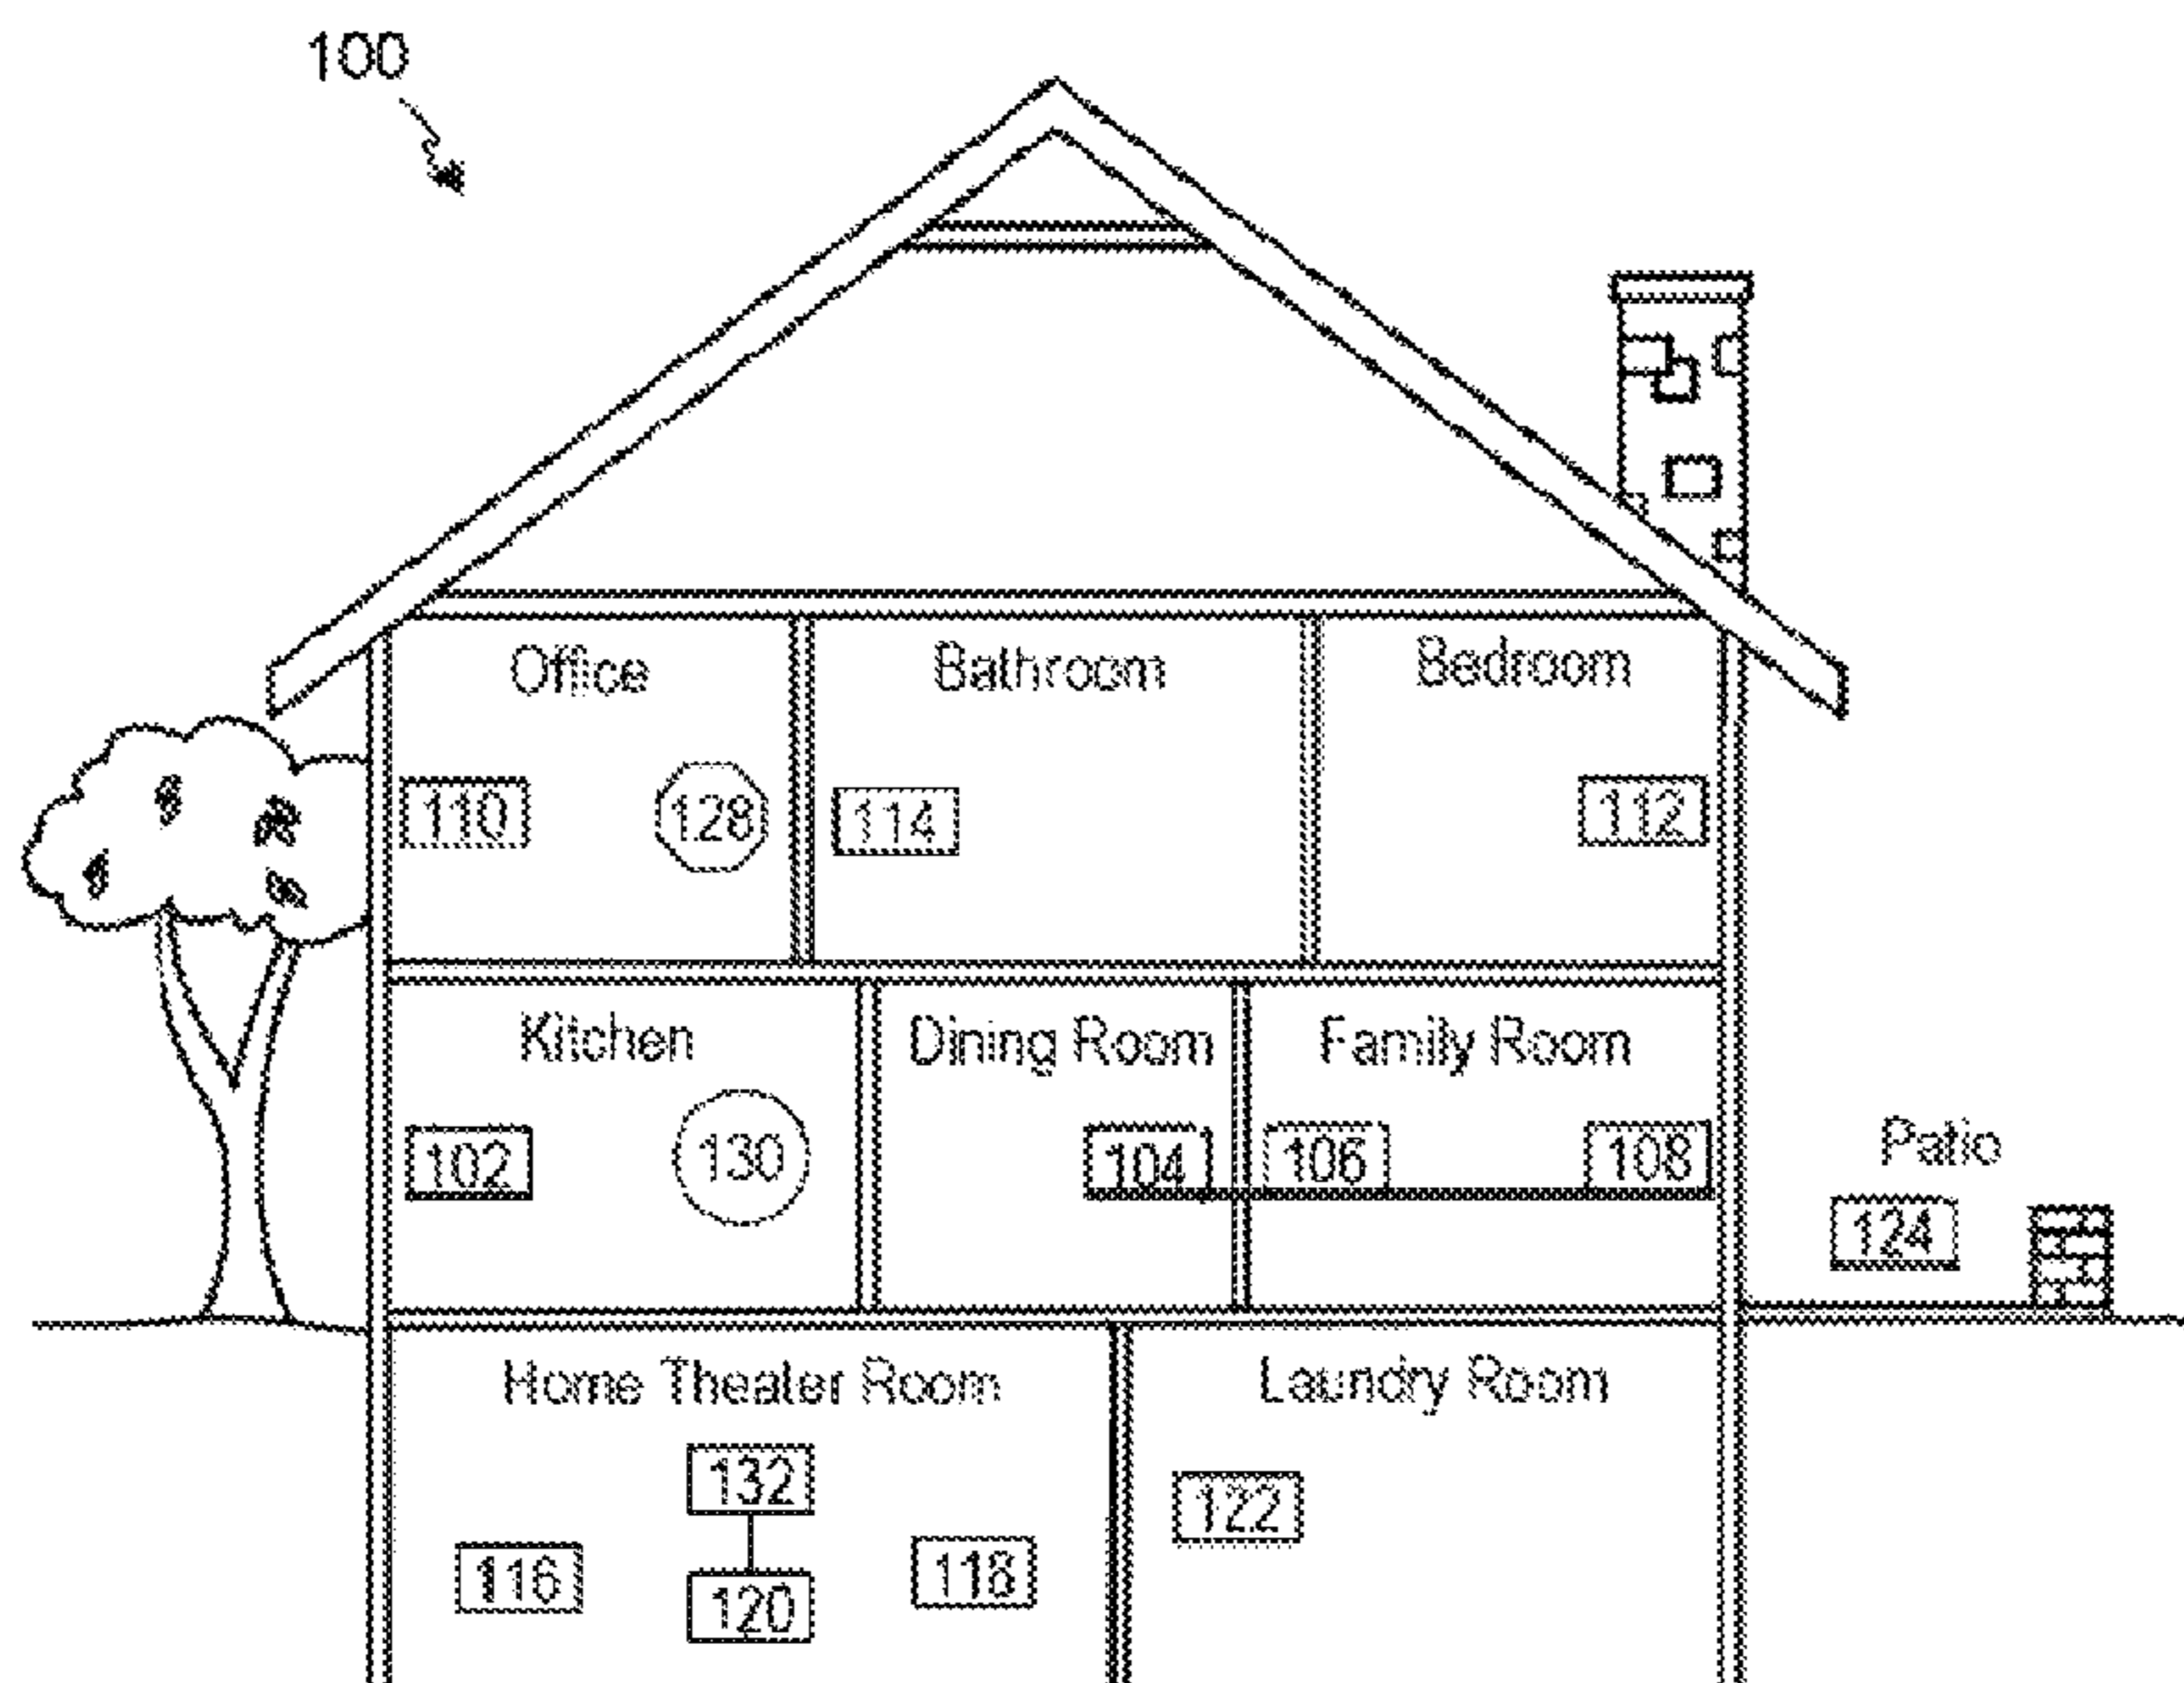 100
Office Bathroom Bedroom
110 128 114 112
Kitchen Dining Room Family Room
102 130 104 106 108
Patio
124
Home Theater Room Laundry Room
132
122
116 118
120